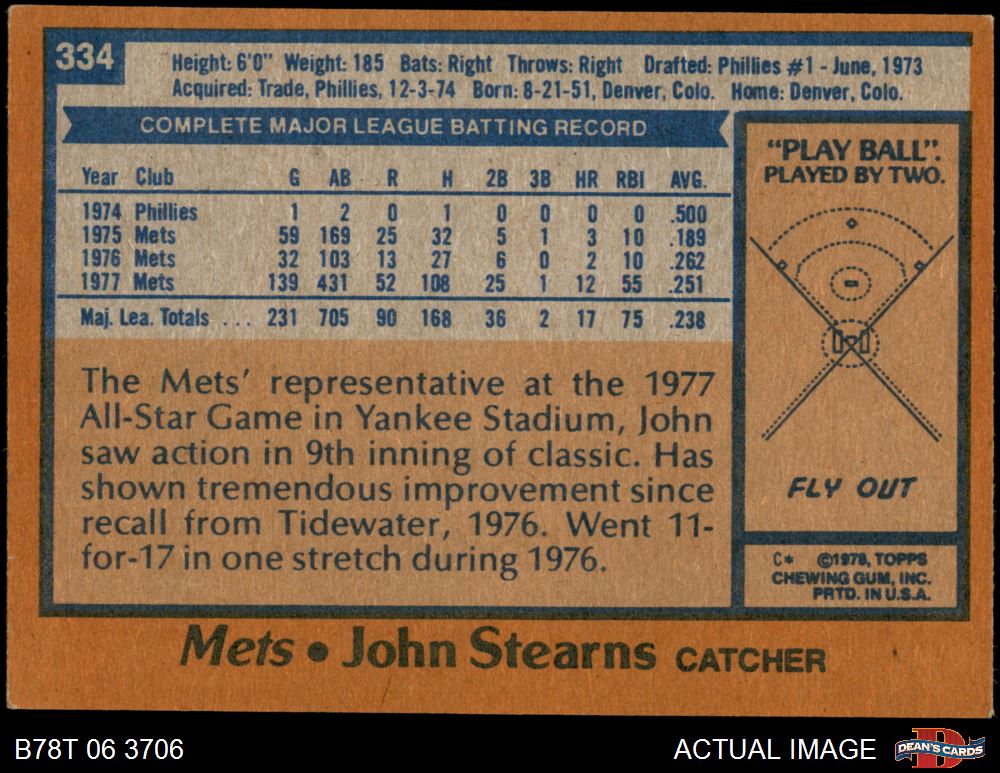 334
Height: 6'0" Weight: 185 Bats: Right Throws: Right Drafted: Phillies #1 - June, 1973
Acquired: Trade, Phillies, 12-3-74 Born: 8-21-51, Denver, Colo. Home: Denver, Colo.
COMPLETE MAJOR LEAGUE BATTING RECORD
Year Club G AB R H 2B 3B HR RBI AVG.
1974 Phillies 1 2 0 1 0 0 0 0 .500
1975 Mets 59 169 25 32 5 1 3 10 .189
1976 Mets 32 103 13 27 6 0 2 10 .262
1977 Mets 139 431 52 108 25 1 12 55 .251
Maj. Lea. Totals ... 231 705 90 168 36 2 17 75 .238
The Mets' representative at the 1977
All-Star Game in Yankee Stadium, John
saw action in 9th inning of classic. Has
shown tremendous improvement since
recall from Tidewater, 1976. Went 11-
for-17 in one stretch during 1976.
"PLAY BALL":
PLAYED BY TWO.
FLY OUT
C* ©1978, TOPPS
CHEWING GUM, INC.
PRTD. IN U.S.A.
Mets • John Stearns CATCHER
B78T 06 3706 ACTUAL IMAGE
D
DEAN'S CARDS